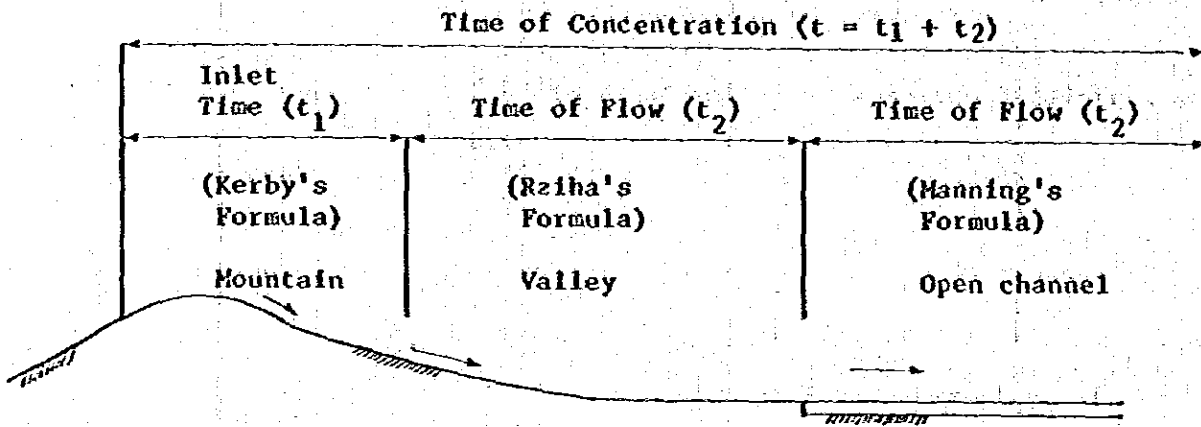 Time of Concentration (t = t1 + t2)
Inlet
Time (t1)
Time of Flow (t2)
Time of Flow (t2)
(Kerby's
Formula)
(Rziha's
Formula)
(Manning's
Formula)
Mountain
Valley
Open channel